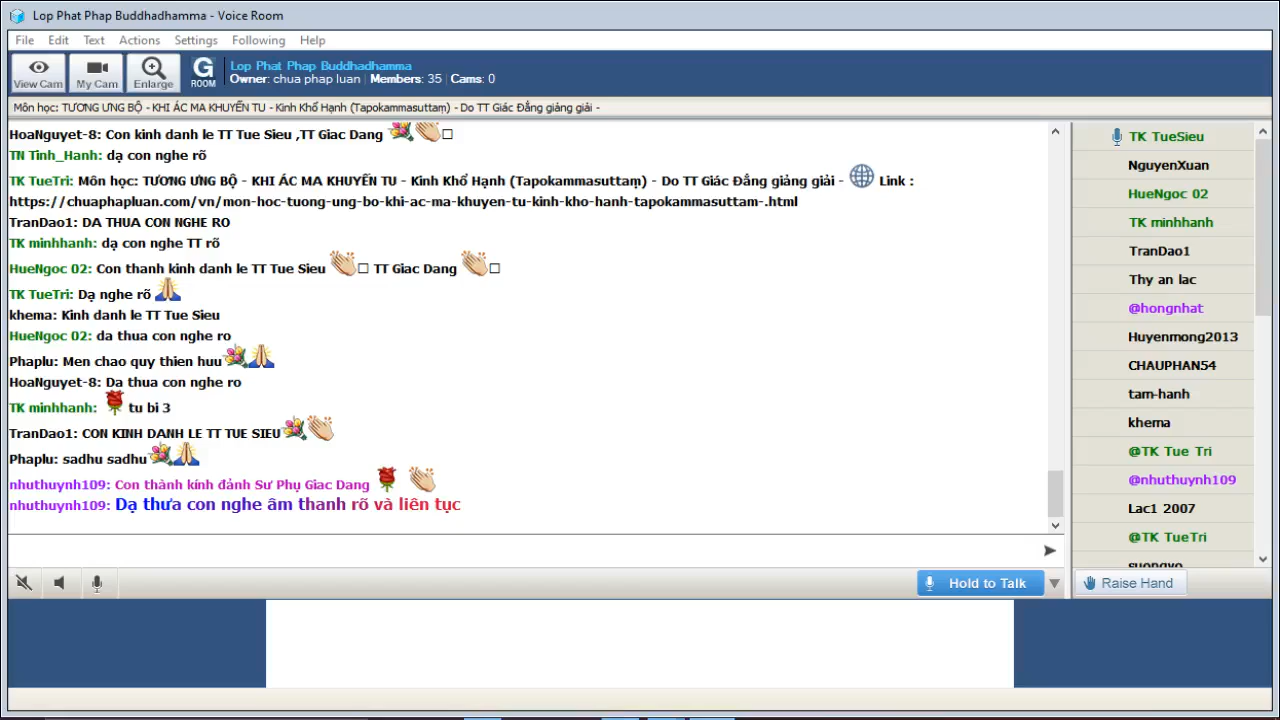 Lop Phat Phap Buddhadhamma - Voice Room
File Edit Text Actions Settings Following Help
View Cam My Cam Enlarge G ROOM
Lop Phat Phap Buddhadhamma
Owner: chua phap luan Members: 35 Cams: 0
Môn học: TƯƠNG ƯNG BỘ - KHI ÁC MA KHUYẾN TU - Kinh Khổ Hạnh (Tapokammasuttaṃ) - Do TT Giác Đẳng giảng giải -
HoaNguyet-8: Con kinh danh le TT Tue Sieu ,TT Giac Dang
TN Tinh_Hanh: dạ con nghe rõ
TK TueTri: Môn học: TƯƠNG ƯNG BỘ - KHI ÁC MA KHUYẾN TU - Kinh Khổ Hạnh (Tapokammasuttaṃ) - Do TT Giác Đẳng giảng giải - Link :
https://chuaphapluan.com/vn/mon-hoc-tuong-ung-bo-khi-ac-ma-khuyen-tu-kinh-kho-hanh-tapokammasuttam-.html
TranDao1: DA THUA CON NGHE RO
TK minhhanh: dạ con nghe TT rõ
HueNgoc 02: Con thanh kinh danh le TT Tue Sieu TT Giac Dang
TK TueTri: Dạ nghe rõ
khema: Kinh danh le TT Tue Sieu
HueNgoc 02: da thua con nghe ro
Phaplu: Men chao quy thien huu
HoaNguyet-8: Da thua con nghe ro
TK minhhanh: tu bi 3
TranDao1: CON KINH DANH LE TT TUE SIEU
Phaplu: sadhu sadhu
nhuthuynh109: Con thành kính đảnh Sư Phụ Giac Dang
nhuthuynh109: Dạ thưa con nghe âm thanh rõ và liên tục
Hold to Talk
TK TueSieu
NguyenXuan
HueNgoc 02
TK minhhanh
TranDao1
Thy an lac
@hongnhat
Huyenmong2013
CHAUPHAN54
tam-hanh
khema
@TK Tue Tri
@nhuthuynh109
Lac1 2007
@TK TueTri
Raise Hand